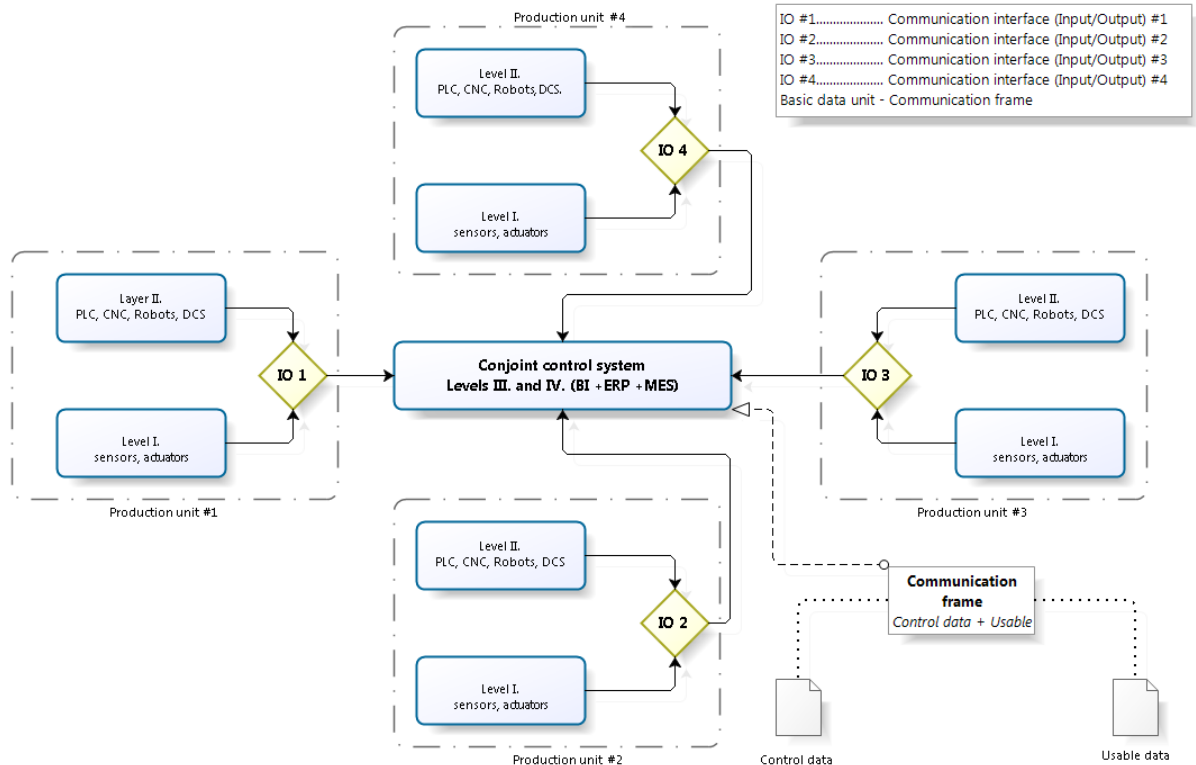 Production unit #4
IO #1.................... Communication interface (Input/Output) #1
IO #2.................... Communication interface (Input/Output) #2
IO #3.................... Communication interface (Input/Output) #3
IO #4.................... Communication interface (Input/Output) #4
Basic data unit - Communication frame
Level II.
PLC, CNC, Robots, DCS.
IO 4
Level I.
sensors, actuators
Layer II.
PLC, CNC, Robots, DCS
IO 1
Level I.
sensors, actuators
Production unit #1
Conjoint control system
Levels III. and IV. (BI +ERP +MES)
Level II.
PLC, CNC, Robots, DCS
IO 3
Level I.
sensors, actuators
Production unit #3
Level II.
PLC, CNC, Robots, DCS
IO 2
Level I.
sensors, actuators
Production unit #2
Communication
frame
Control data + Usable
Control data
Usable data